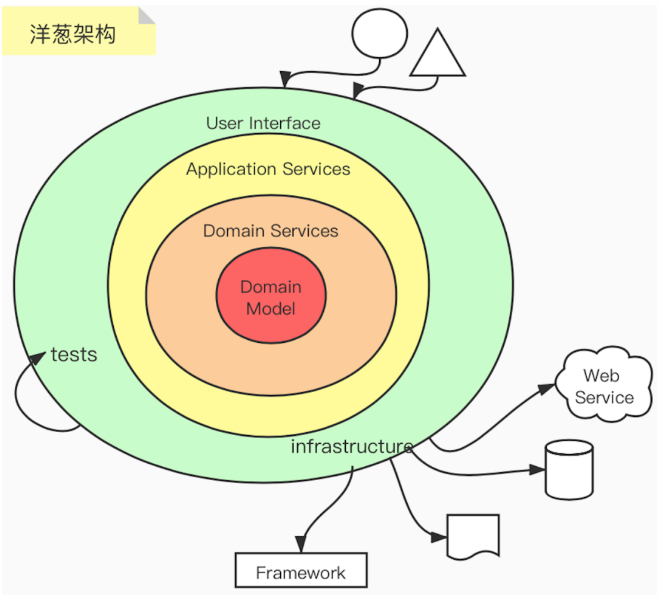 洋葱架构
User Interface
Application Services
Domain Services
Domain
Model
tests
Web
Service
infrastructure
Framework